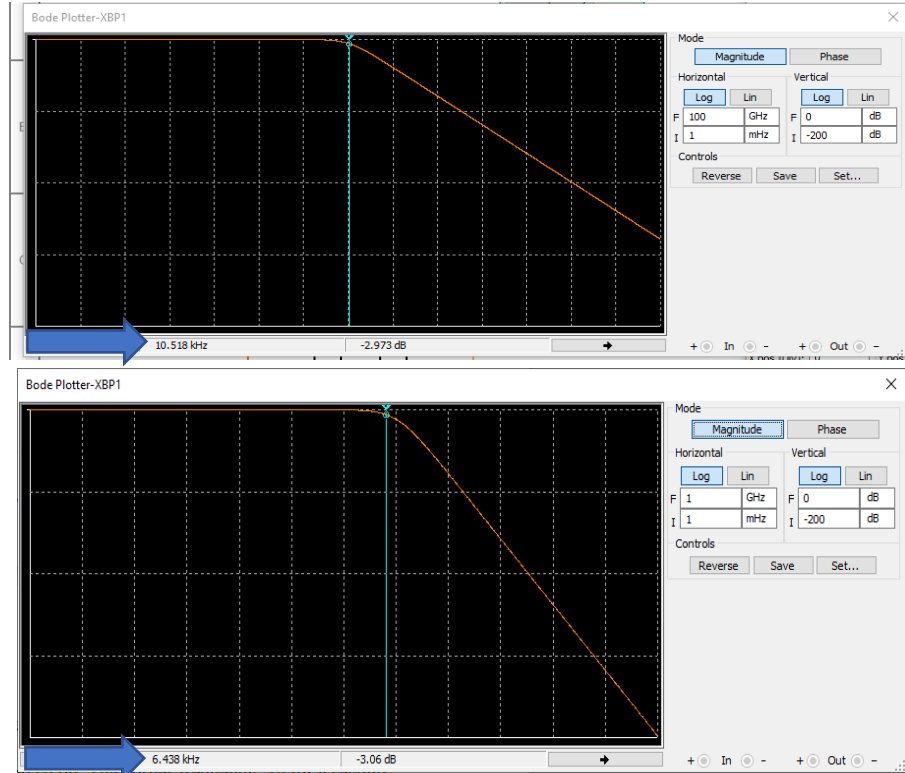 Bode Plotter-XBP1
Mode
Magnitude Phase
Horizontal Vertical
Log Lin Log Lin
F 100 GHz F 0 dB
I 1 mHz I -200 dB
Controls
Reverse Save Set...
10.518 kHz -2.973 dB + In - + Out -
Bode Plotter-XBP1
Mode
Magnitude Phase
Horizontal Vertical
Log Lin Log Lin
F 1 GHz F 0 dB
I 1 mHz I -200 dB
Controls
Reverse Save Set...
6.438 kHz -3.06 dB + In - + Out -